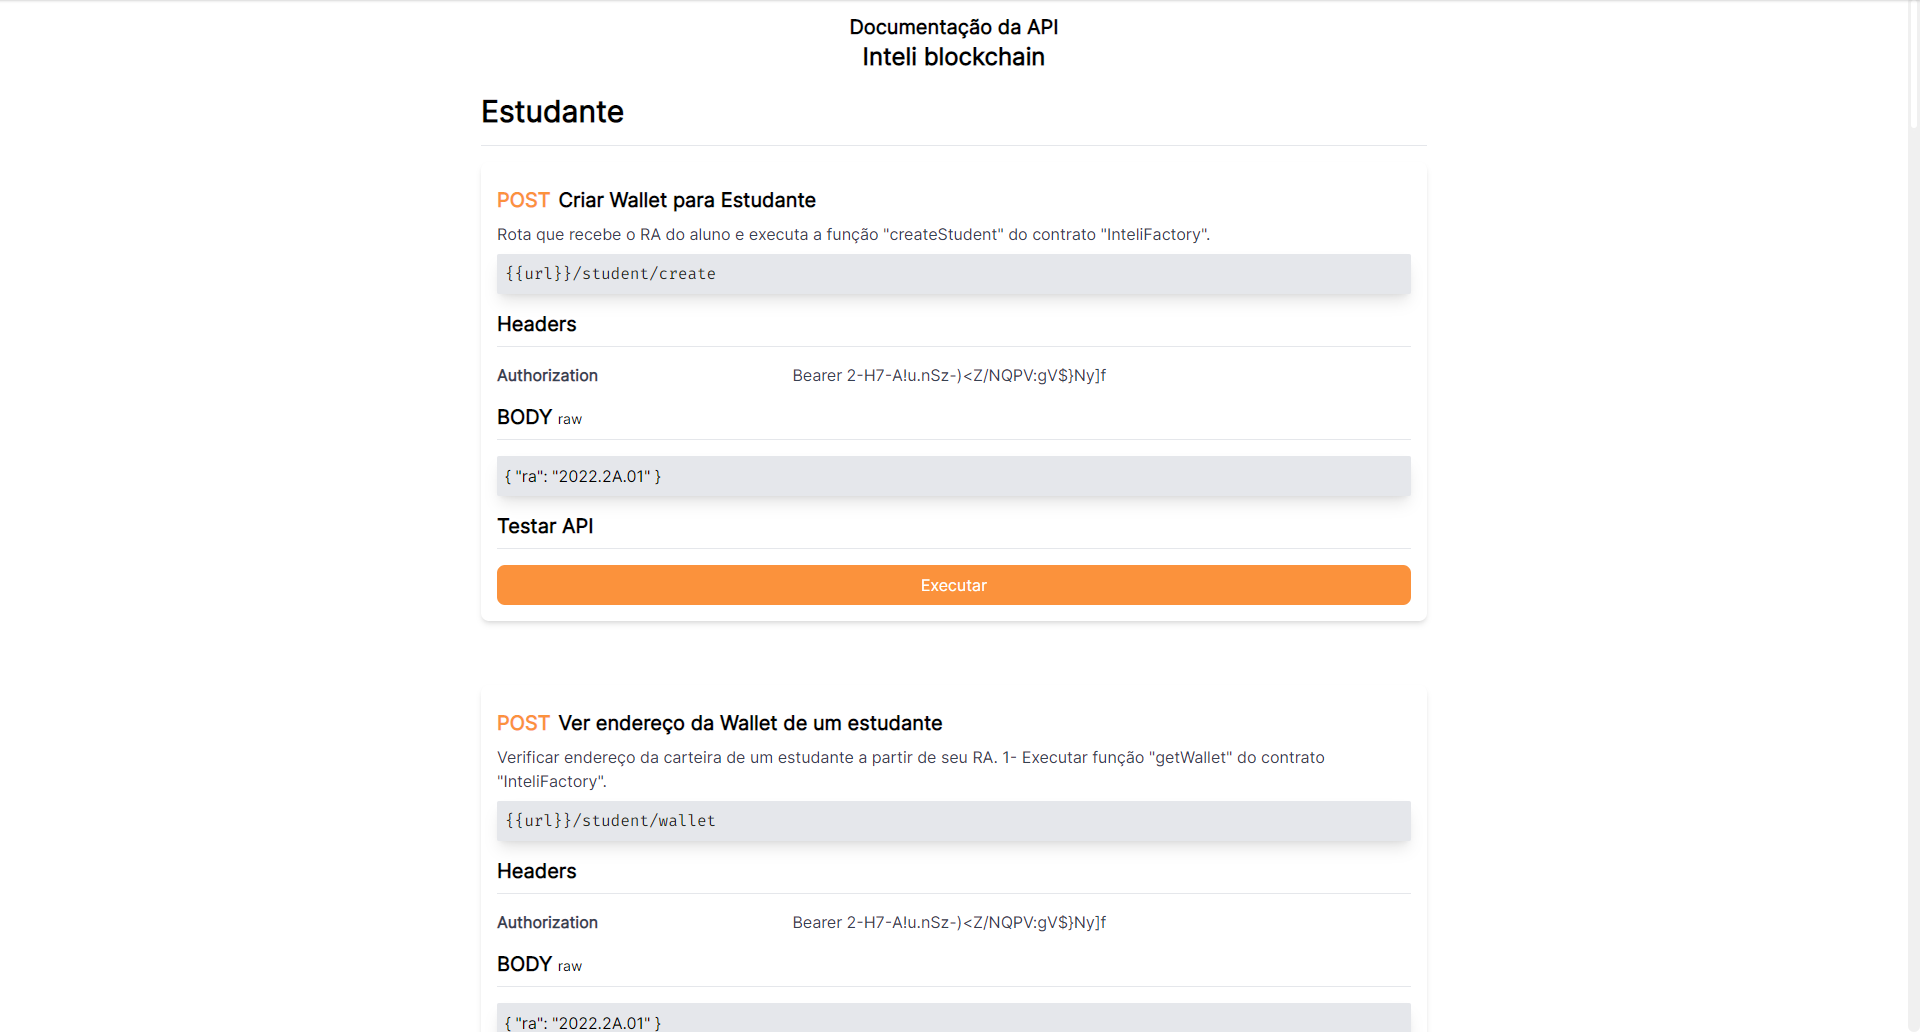 Documentação da API
Inteli blockchain
Estudante
POST Criar Wallet para Estudante
Rota que recebe o RA do aluno e executa a função "createStudent" do contrato "InteliFactory".
{{url}}/student/create
Headers
Authorization Bearer 2-H7-A!u.nSz-)<Z/NQPV:gV$}Ny]f
BODY raw
{ "ra": "2022.2A.01" }
Testar API
Executar
POST Ver endereço da Wallet de um estudante
Verificar endereço da carteira de um estudante a partir de seu RA. 1- Executar função "getWallet" do contrato
"InteliFactory".
{{url}}/student/wallet
Headers
Authorization Bearer 2-H7-A!u.nSz-)<Z/NQPV:gV$}Ny]f
BODY raw
{ "ra": "2022.2A.01" }